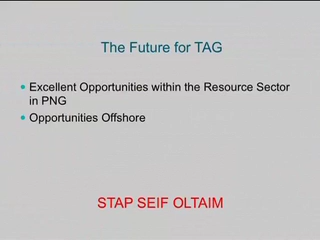 The Future for TAG
Excellent Opportunities within the Resource Sector
in PNG
Opportunities Offshore
STAP SEIF OLTAIM